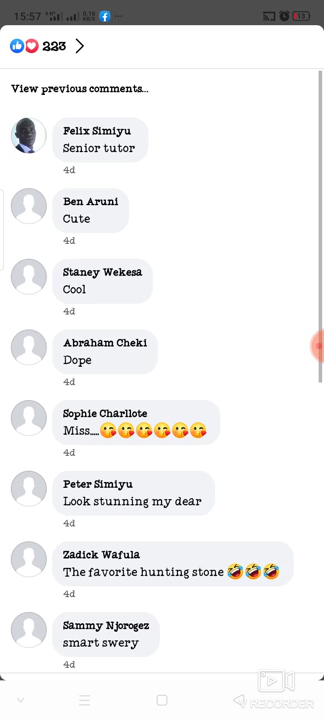 15:57
223
View previous comments...
Felix Simiyu
Senior tutor
4d
Ben Aruni
Cute
4d
Staney Wekesa
Cool
4d
Abraham Cheki
Dope
4d
Sophie Charllote
Miss....😘😘😘😘😘😘
4d
Peter Simiyu
Look stunning my dear
4d
Zadick Wafula
The favorite hunting stone 🤣🤣🤣
4d
Sammy Njorogez
smart swery
4d
RECORDER